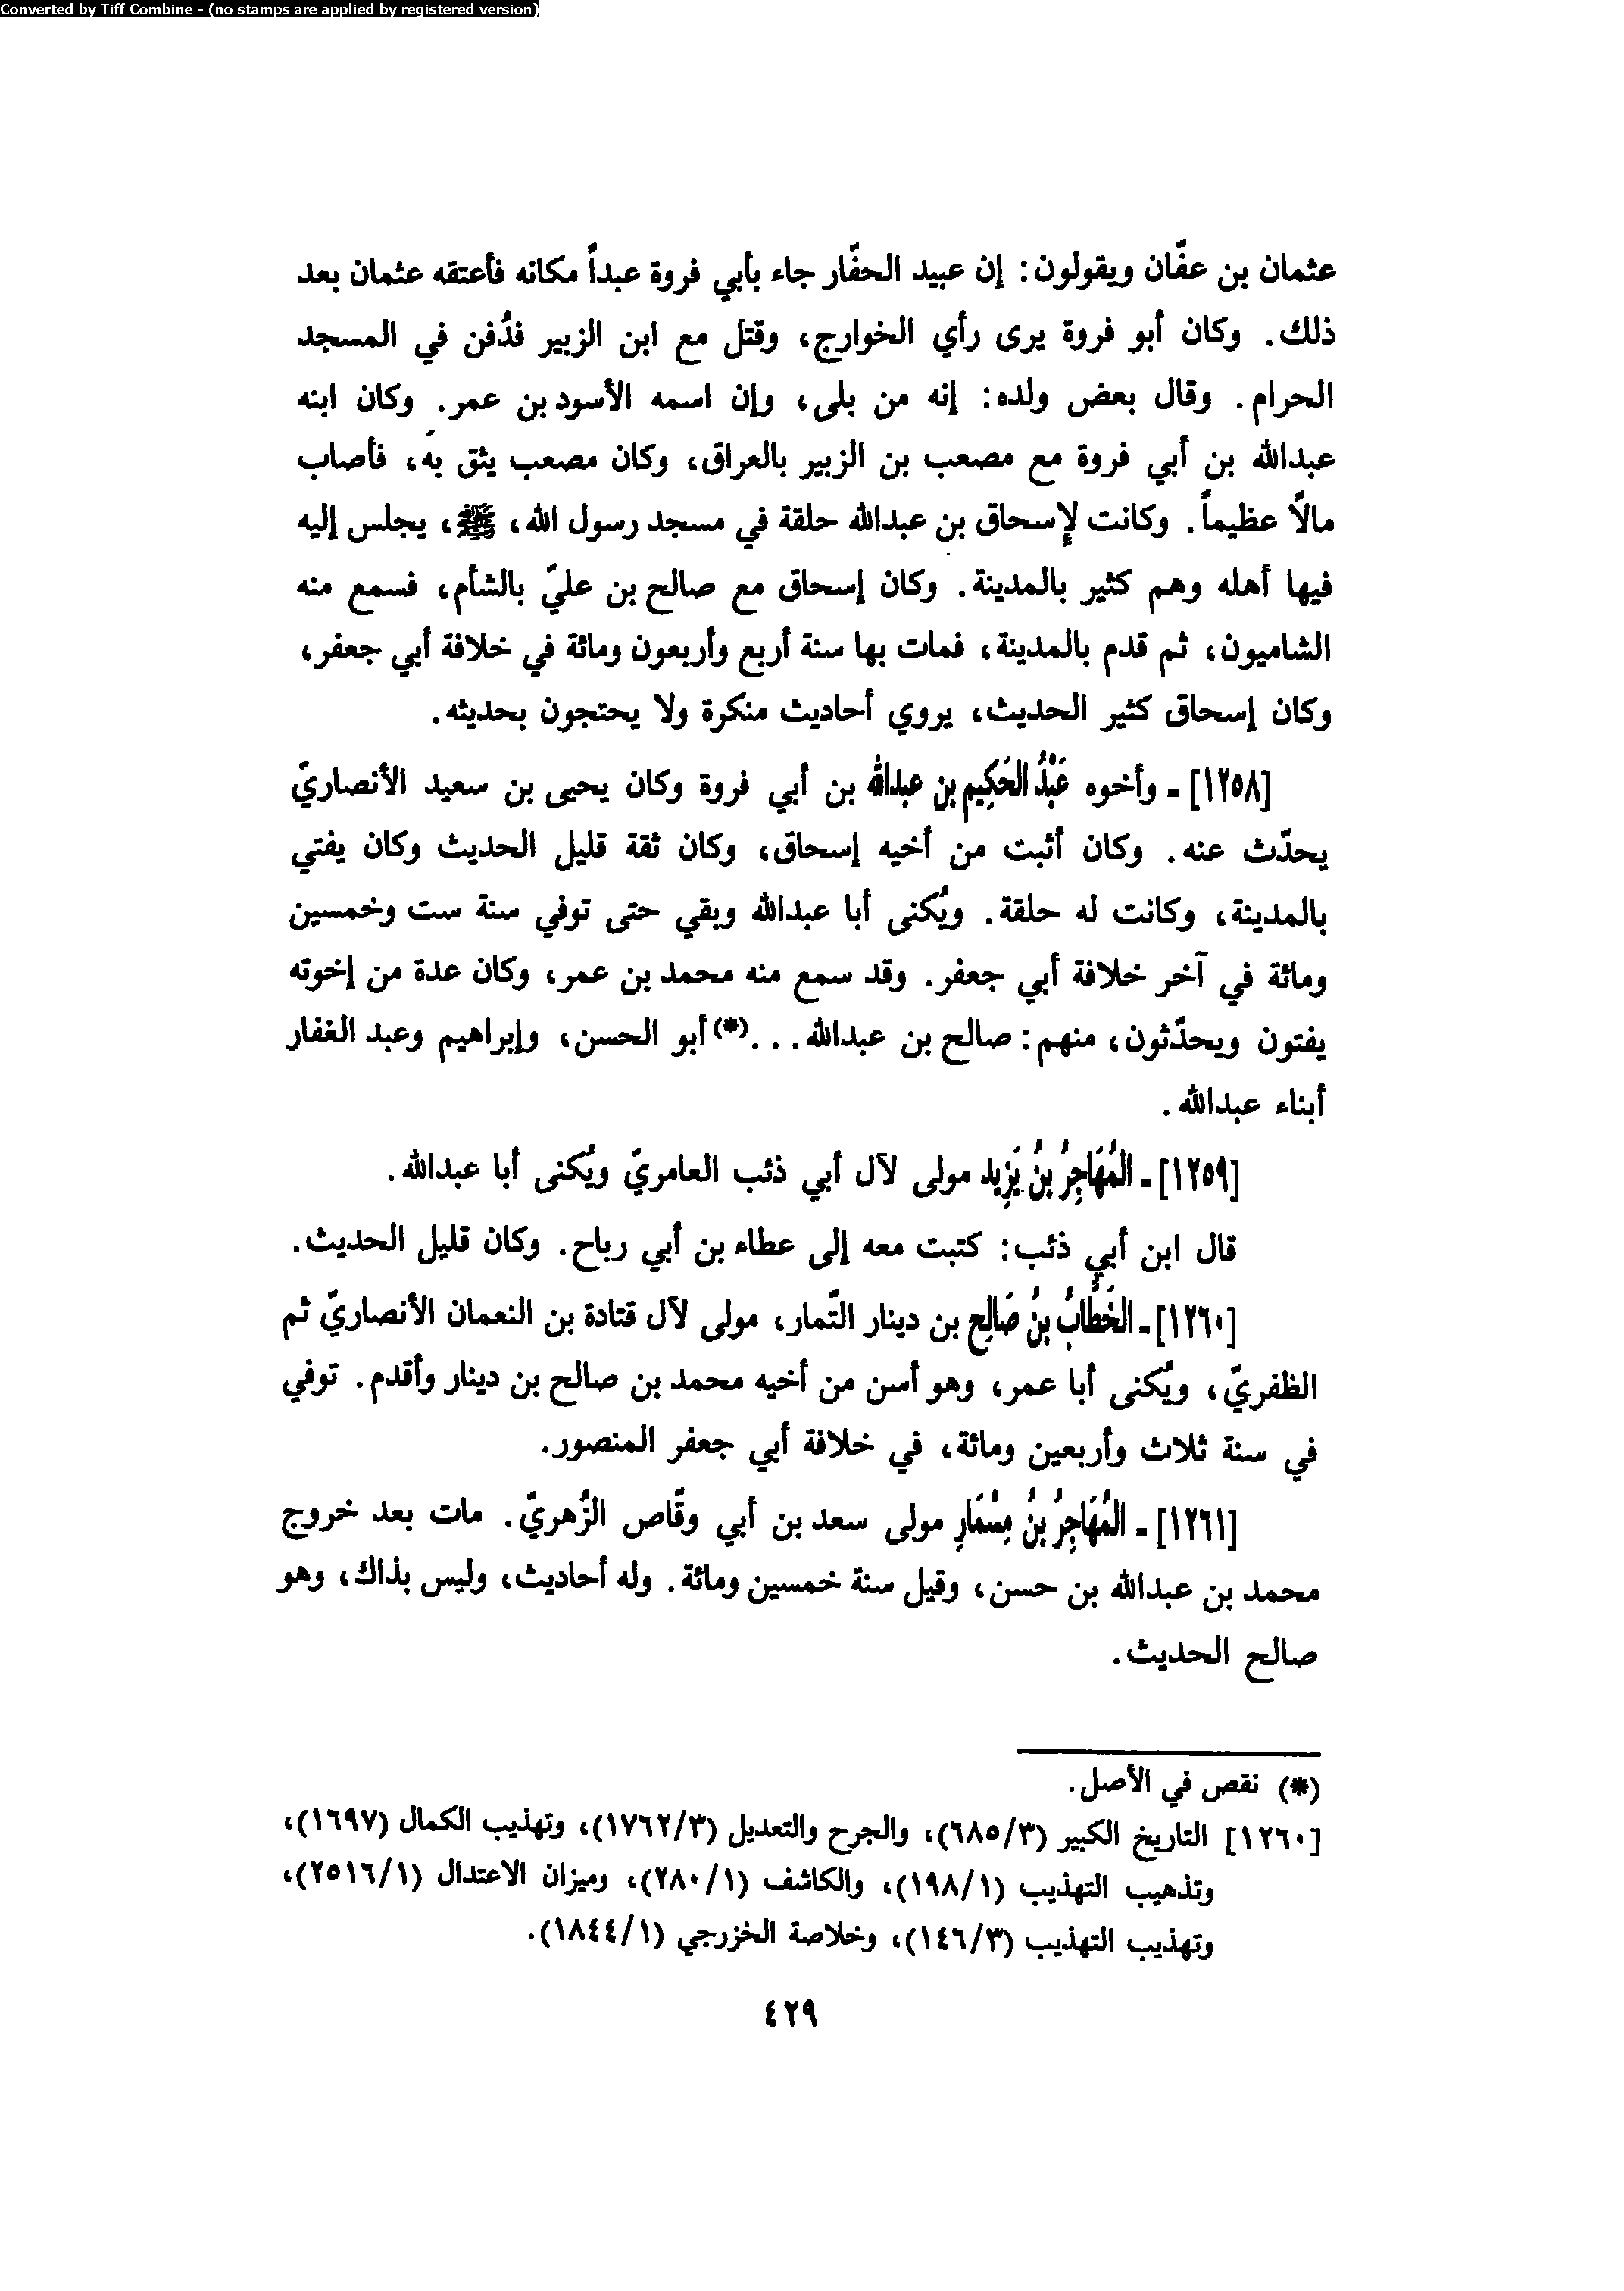 Converted by Tiff Combine - (no stamps are applied by registered version)
عثمان بن عفّان ويقولون: إن عبيد الحفّار جاء بأبي فروة عبداً مكانه فأعتقه عثمان بعد
ذلك. وكان أبو فروة يرى رأي الخوارج، وقتل مع ابن الزبير فدُفن في المسجد
الحرام. وقال بعض ولده: إنه من بلى، وإن اسمه الأسود بن عمر. وكان ابنه
عبدالله بن أبي فروة مع مصعب بن الزبير بالعراق، وكان مصعب يثق به، فأصاب
مالاً عظيماً. وكانت لإسحاق بن عبدالله حلقة في مسجد رسول الله، ﷺ، يجلس إليه
فيها أهله وهم كثير بالمدينة. وكان إسحاق مع صالح بن عليّ بالشأم، فسمع منه
الشاميون، ثم قدم بالمدينة، فمات بها سنة أربع وأربعون ومائة في خلافة أبي جعفر،
وكان إسحاق كثير الحديث، يروي أحاديث منكرة ولا يحتجون بحديثه.
[١٢٥٨] - وأخوه عَبْدُ الحَكِيم بن عبدالله بن أبي فروة وكان يحيى بن سعيد الأنصاريّ
يحدّث عنه. وكان أثبت من أخيه إسحاق، وكان ثقة قليل الحديث وكان يفتي
بالمدينة، وكانت له حلقة. ويُكنى أبا عبدالله وبقي حتى توفي سنة ست وخمسين
ومائة في آخر خلافة أبي جعفر. وقد سمع منه محمد بن عمر، وكان عدة من إخوته
يفتون ويحدّثون، منهم: صالح بن عبدالله...(*) أبو الحسن، وإبراهيم وعبد الغفار
أبناء عبدالله.
[١٢٥٩] - المُهَاجِرُ بنُ يَزِيد مولى لآل أبي ذئب العامريّ ويُكنى أبا عبدالله.
قال ابن أبي ذئب: كتبت معه إلى عطاء بن أبي رباح. وكان قليل الحديث.
[١٢٦٠] - الخَطَّابُ بنُ صَالِح بن دينار التّمار، مولى لآل قتادة بن النعمان الأنصاريّ ثم
الظفريّ، ويُكنى أبا عمر، وهو أسن من أخيه محمد بن صالح بن دينار وأقدم. توفي
في سنة ثلاث وأربعين ومائة، في خلافة أبي جعفر المنصور.
[١٢٦١] - المُهَاجِرُ بنُ مِسْمَارِ مولى سعد بن أبي وقّاص الزُهريّ. مات بعد خروج
محمد بن عبدالله بن حسن، وقيل سنة خمسين ومائة. وله أحاديث، وليس بذاك، وهو
صالح الحديث.
(*) نقص في الأصل.
[١٢٦٠] التاريخ الكبير (٦٨٥/٣)، والجرح والتعديل (١٧٦٢/٣)، وتهذيب الكمال (١٦٩٧)،
وتذهيب التهذيب (١٩٨/١)، والكاشف (٢٨٠/١)، وميزان الاعتدال (٢٥١٦/١)،
وتهذيب التهذيب (١٤٦/٣)، وخلاصة الخزرجي (١٨٤٤/١).
٤٢٩